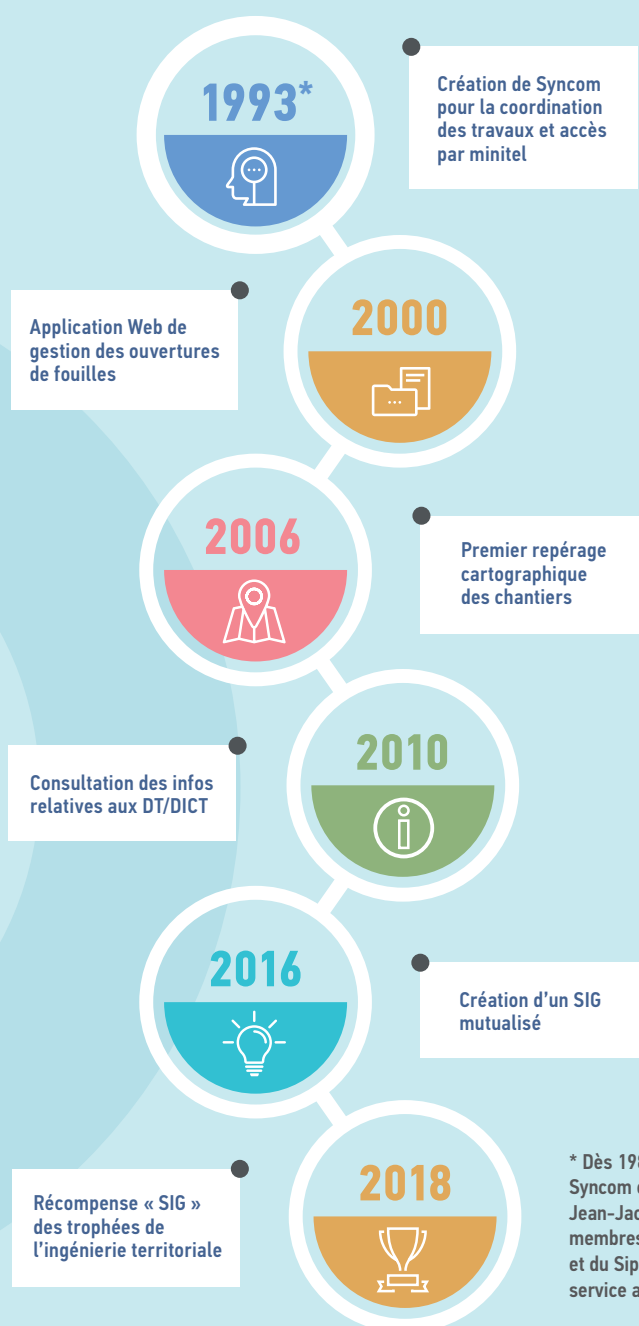 1993*
Création de Syncom
pour la coordination
des travaux et accès
par minitel
2000
Application Web de
gestion des ouvertures
de fouilles
2006
Premier repérage
cartographique
des chantiers
2010
Consultation des infos
relatives aux DT/DICT
2016
Création d’un SIG
mutualisé
2018
Récompense « SIG »
des trophées de
l’ingénierie territoriale
* Dès
Syncom
membres
et du
service